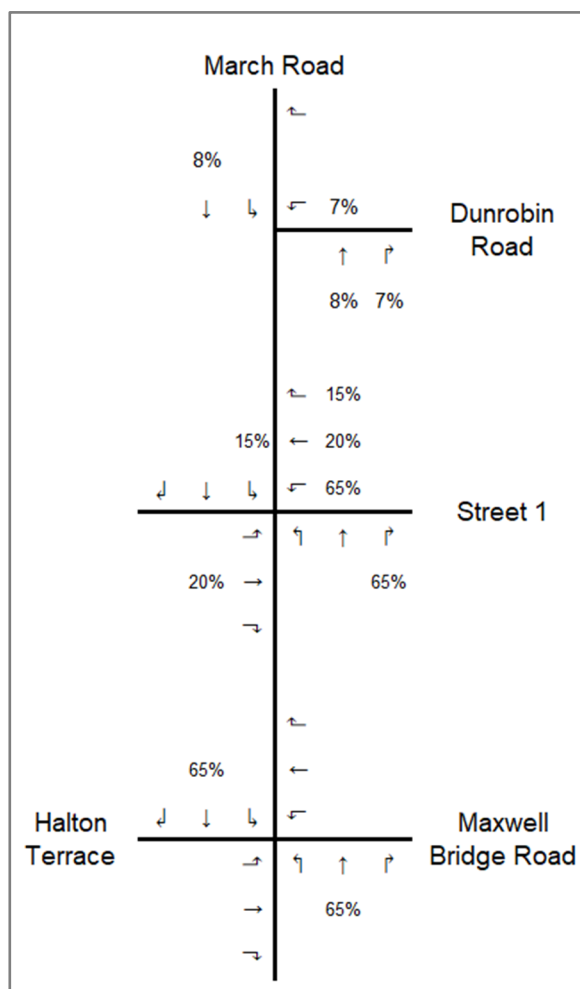 March Road
8%
7%
Dunrobin
Road
8% 7%
15%
15% 20%
65%
Street 1
20% 65%
65%
Halton
Terrace
Maxwell
Bridge Road
65%